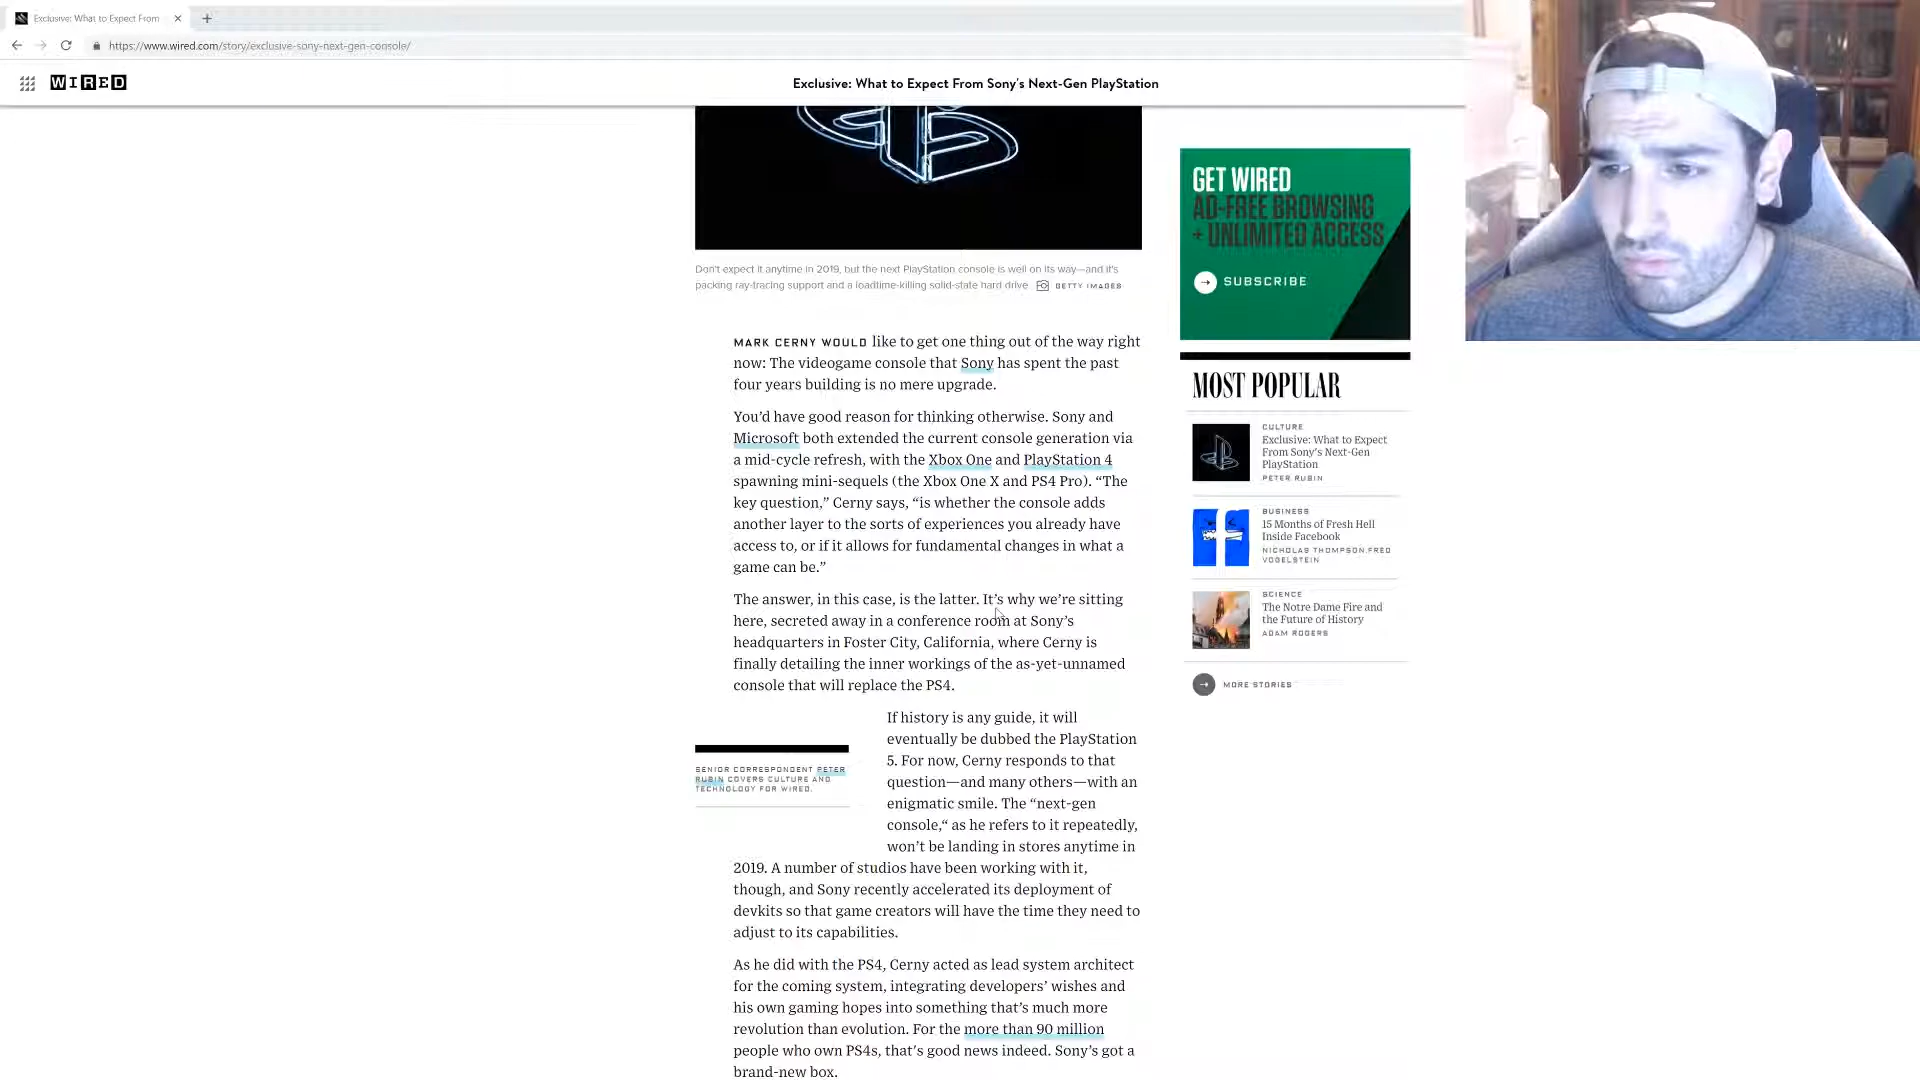 Exclusive: What to Expect From
https://www.wired.com/story/exclusive-sony-next-gen-console/
WIRED
Exclusive: What to Expect From Sony's Next-Gen PlayStation
Don't expect it anytime in 2019, but the next PlayStation console is well on its way—and it's
packing ray-tracing support and a loadtime-killing solid-state hard drive GETTY IMAGES
MARK CERNY WOULD like to get one thing out of the way right
now: The videogame console that Sony has spent the past
four years building is no mere upgrade.
You’d have good reason for thinking otherwise. Sony and
Microsoft both extended the current console generation via
a mid-cycle refresh, with the Xbox One and PlayStation 4
spawning mini-sequels (the Xbox One X and PS4 Pro). “The
key question,” Cerny says, “is whether the console adds
another layer to the sorts of experiences you already have
access to, or if it allows for fundamental changes in what a
game can be.”
The answer, in this case, is the latter. It’s why we’re sitting
here, secreted away in a conference room at Sony’s
headquarters in Foster City, California, where Cerny is
finally detailing the inner workings of the as-yet-unnamed
console that will replace the PS4.
If history is any guide, it will
eventually be dubbed the PlayStation
5. For now, Cerny responds to that
question—and many others—with an
enigmatic smile. The “next-gen
console,“ as he refers to it repeatedly,
won’t be landing in stores anytime in
2019. A number of studios have been working with it,
though, and Sony recently accelerated its deployment of
devkits so that game creators will have the time they need to
adjust to its capabilities.
As he did with the PS4, Cerny acted as lead system architect
for the coming system, integrating developers’ wishes and
his own gaming hopes into something that’s much more
revolution than evolution. For the more than 90 million
people who own PS4s, that's good news indeed. Sony’s got a
brand-new box.
SENIOR CORRESPONDENT PETER
RUBIN COVERS CULTURE AND
TECHNOLOGY FOR WIRED.
GET WIRED
AD-FREE BROWSING
+ UNLIMITED ACCESS
SUBSCRIBE
MOST POPULAR
CULTURE
Exclusive: What to Expect
From Sony's Next-Gen
PlayStation
PETER RUBIN
BUSINESS
15 Months of Fresh Hell
Inside Facebook
NICHOLAS THOMPSON,FRED
VOGELSTEIN
SCIENCE
The Notre Dame Fire and
the Future of History
ADAM ROGERS
MORE STORIES